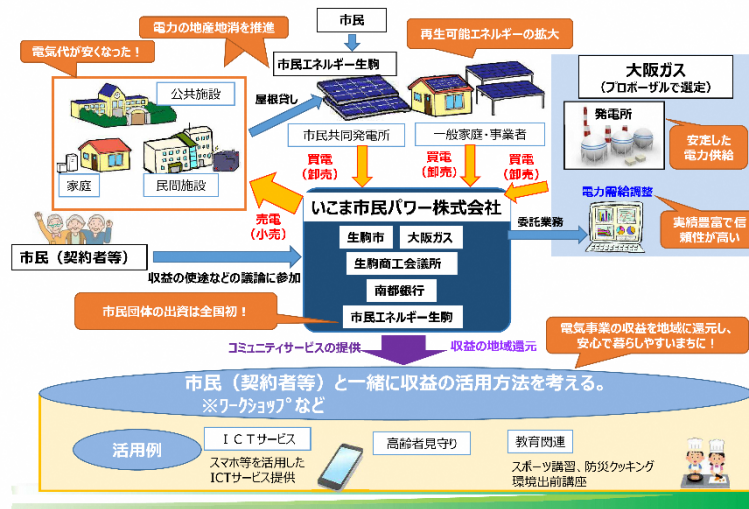 市民
電力の地産地消を推進
再生可能エネルギーの拡大
電気代が安くなった！
市民エネルギー生駒
大阪ガス
（プロポーザルで選定）
公共施設
屋根貸し
発電所
市民共同発電所
一般家庭・事業者
安定した
電力供給
家庭
民間施設
買電
（卸売）
買電
（卸売）
買電
（卸売）
電力需給調整
売電
（小売）
いこま市民パワー株式会社
生駒市
大阪ガス
委託業務
実績豊富で信
頼性が高い
生駒商工会議所
市民（契約者等）
収益の使途などの議論に参加
南都銀行
市民団体の出資は全国初！
市民エネルギー生駒
電気事業の収益を地域に還元し、
安心で暮らしやすいまちに！
コミュニティサービスの提供
収益の地域還元
市民（契約者等）と一緒に収益の活用方法を考える。
※ワークショップなど
活用例
ＩＣＴサービス
高齢者見守り
教育関連
スマホ等を活用した
ICTサービス提供
スポーツ講習、防災クッキング
環境出前講座